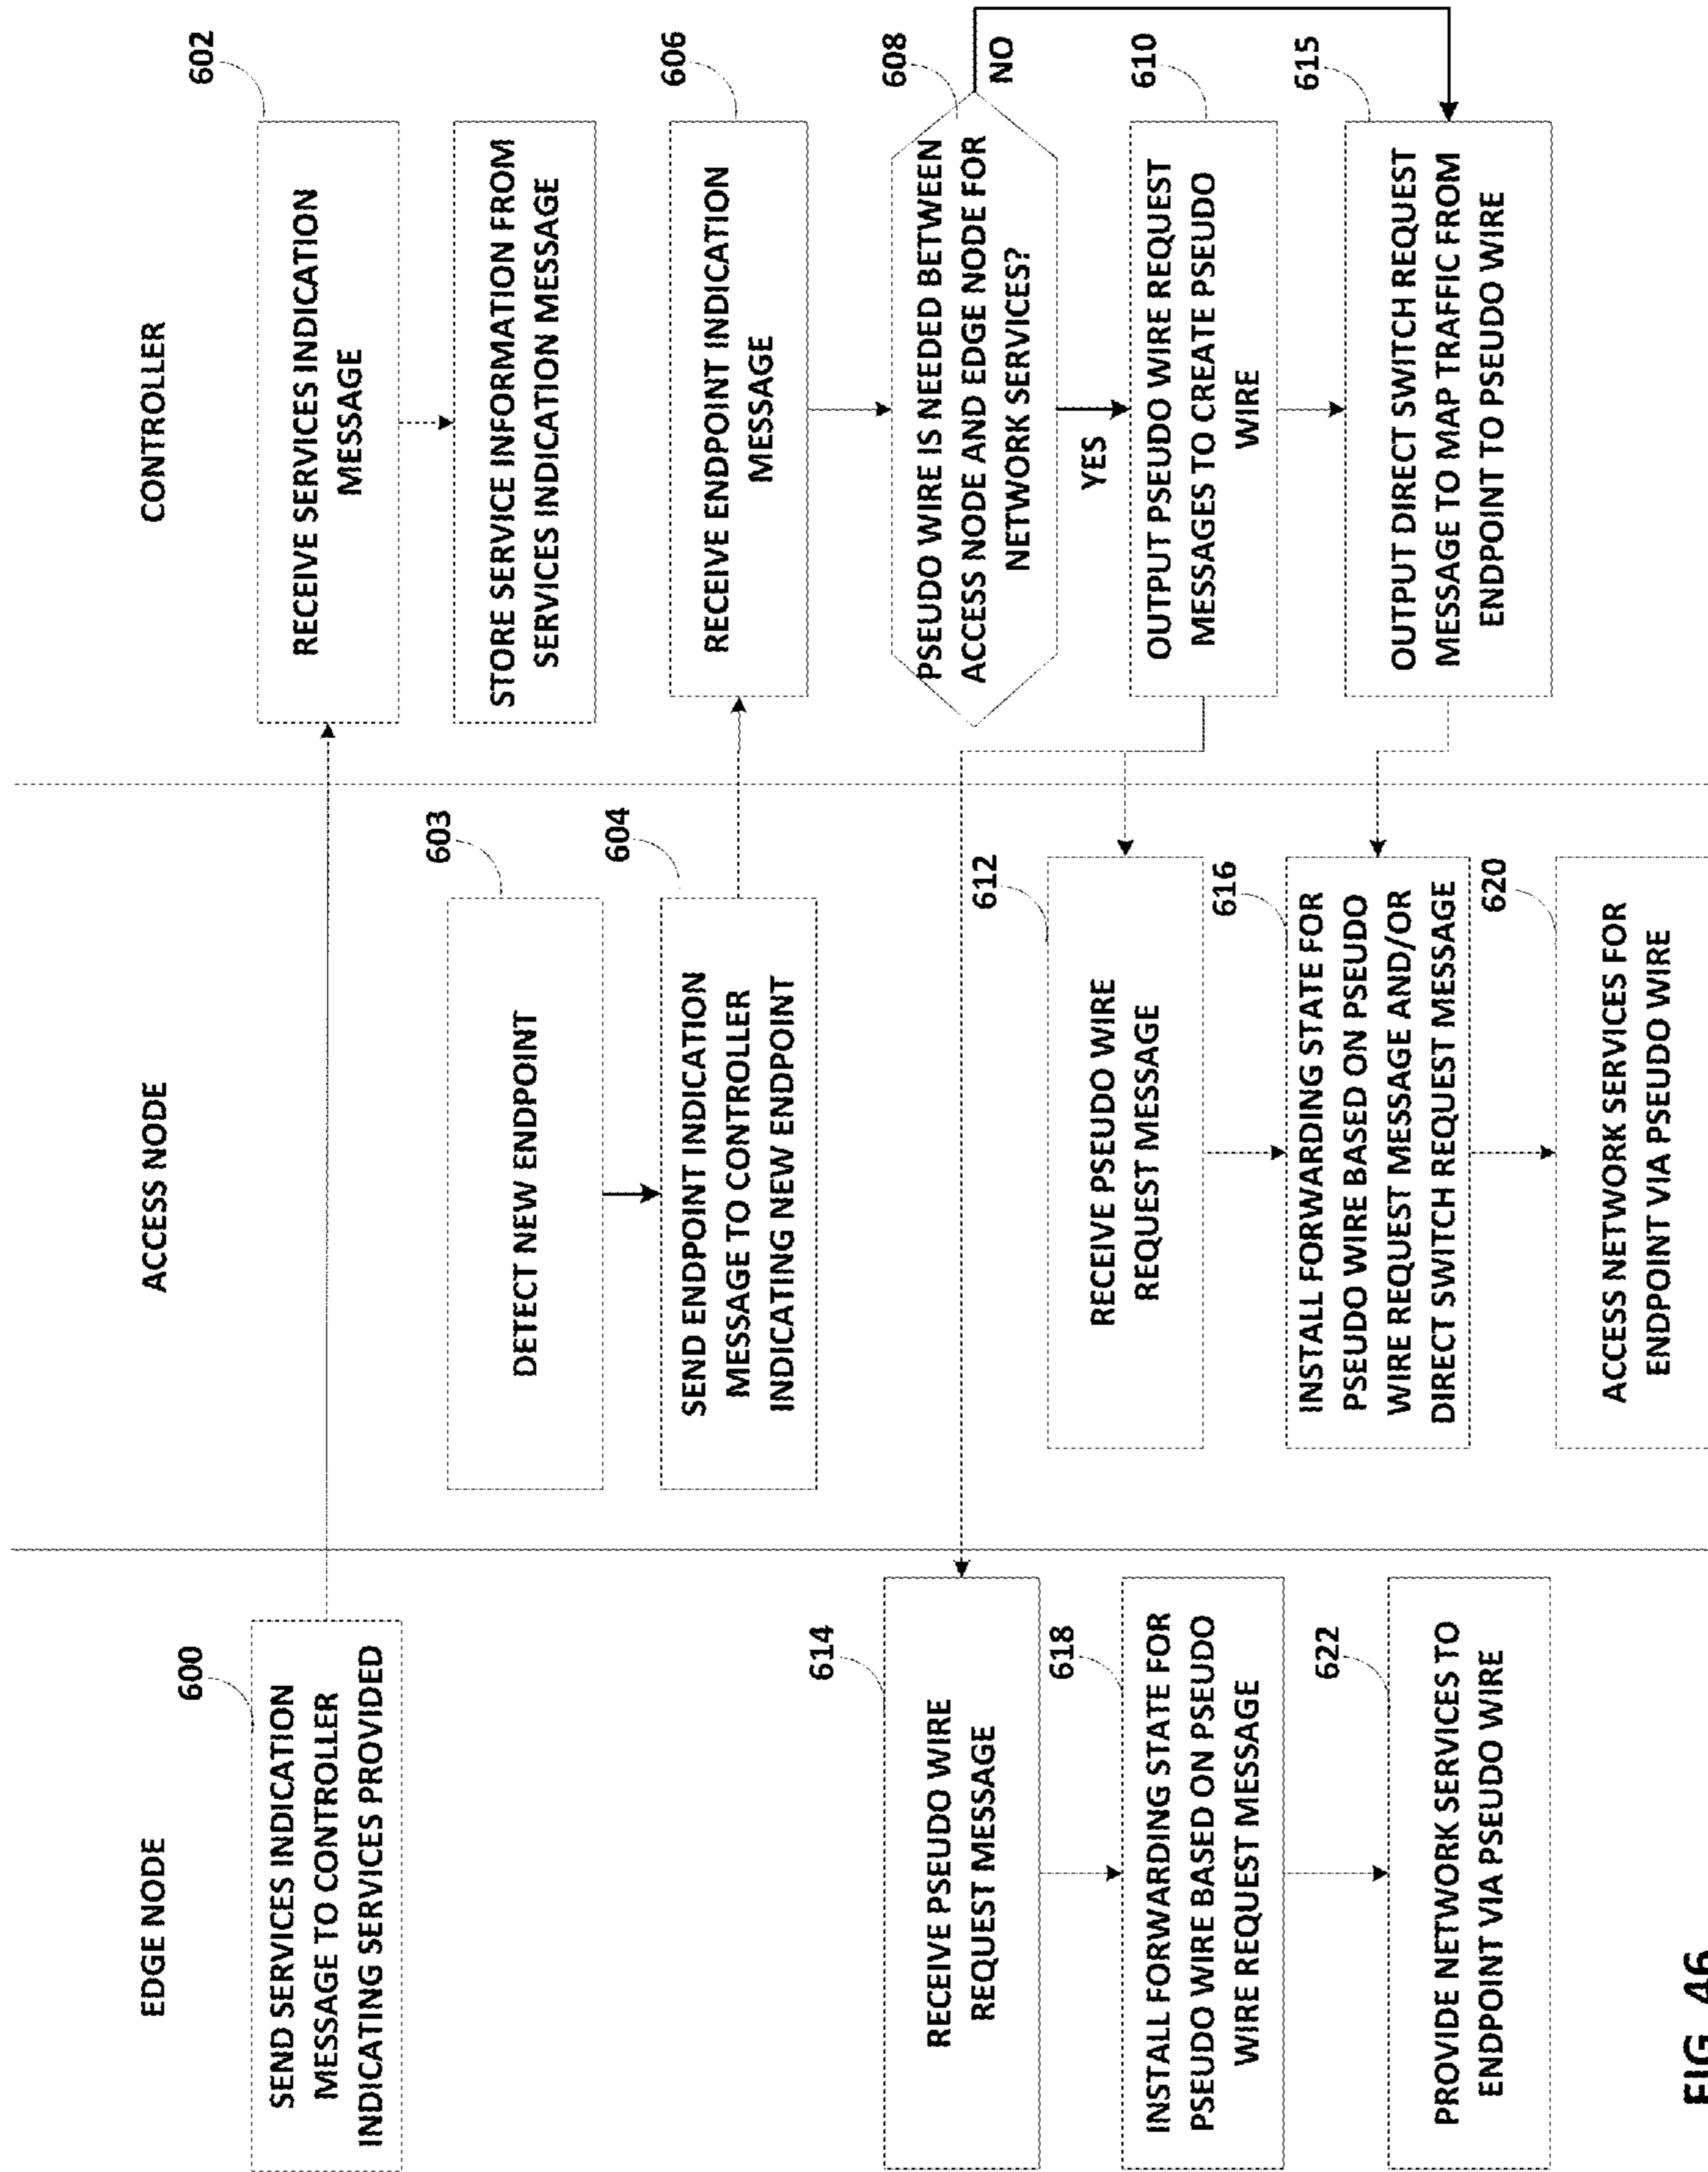 EDGE NODE
ACCESS NODE
CONTROLLER
600
SEND SERVICES INDICATION
MESSAGE TO CONTROLLER
INDICATING SERVICES PROVIDED
602
RECEIVE SERVICES INDICATION
MESSAGE
STORE SERVICE INFORMATION FROM
SERVICES INDICATION MESSAGE
603
DETECT NEW ENDPOINT
604
SEND ENDPOINT INDICATION
MESSAGE TO CONTROLLER
INDICATING NEW ENDPOINT
606
RECEIVE ENDPOINT INDICATION
MESSAGE
608
PSEUDO WIRE IS NEEDED BETWEEN
ACCESS NODE AND EDGE NODE FOR
NETWORK SERVICES?
NO
YES
610
OUTPUT PSEUDO WIRE REQUEST
MESSAGES TO CREATE PSEUDO
WIRE
612
RECEIVE PSEUDO WIRE
REQUEST MESSAGE
614
RECEIVE PSEUDO WIRE
REQUEST MESSAGE
615
OUTPUT DIRECT SWITCH REQUEST
MESSAGE TO MAP TRAFFIC FROM
ENDPOINT TO PSEUDO WIRE
616
INSTALL FORWARDING STATE FOR
PSEUDO WIRE BASED ON PSEUDO
WIRE REQUEST MESSAGE AND/OR
DIRECT SWITCH REQUEST MESSAGE
618
INSTALL FORWARDING STATE FOR
PSEUDO WIRE BASED ON PSEUDO
WIRE REQUEST MESSAGE
620
ACCESS NETWORK SERVICES FOR
ENDPOINT VIA PSEUDO WIRE
622
PROVIDE NETWORK SERVICES TO
ENDPOINT VIA PSEUDO WIRE
FIG. 46